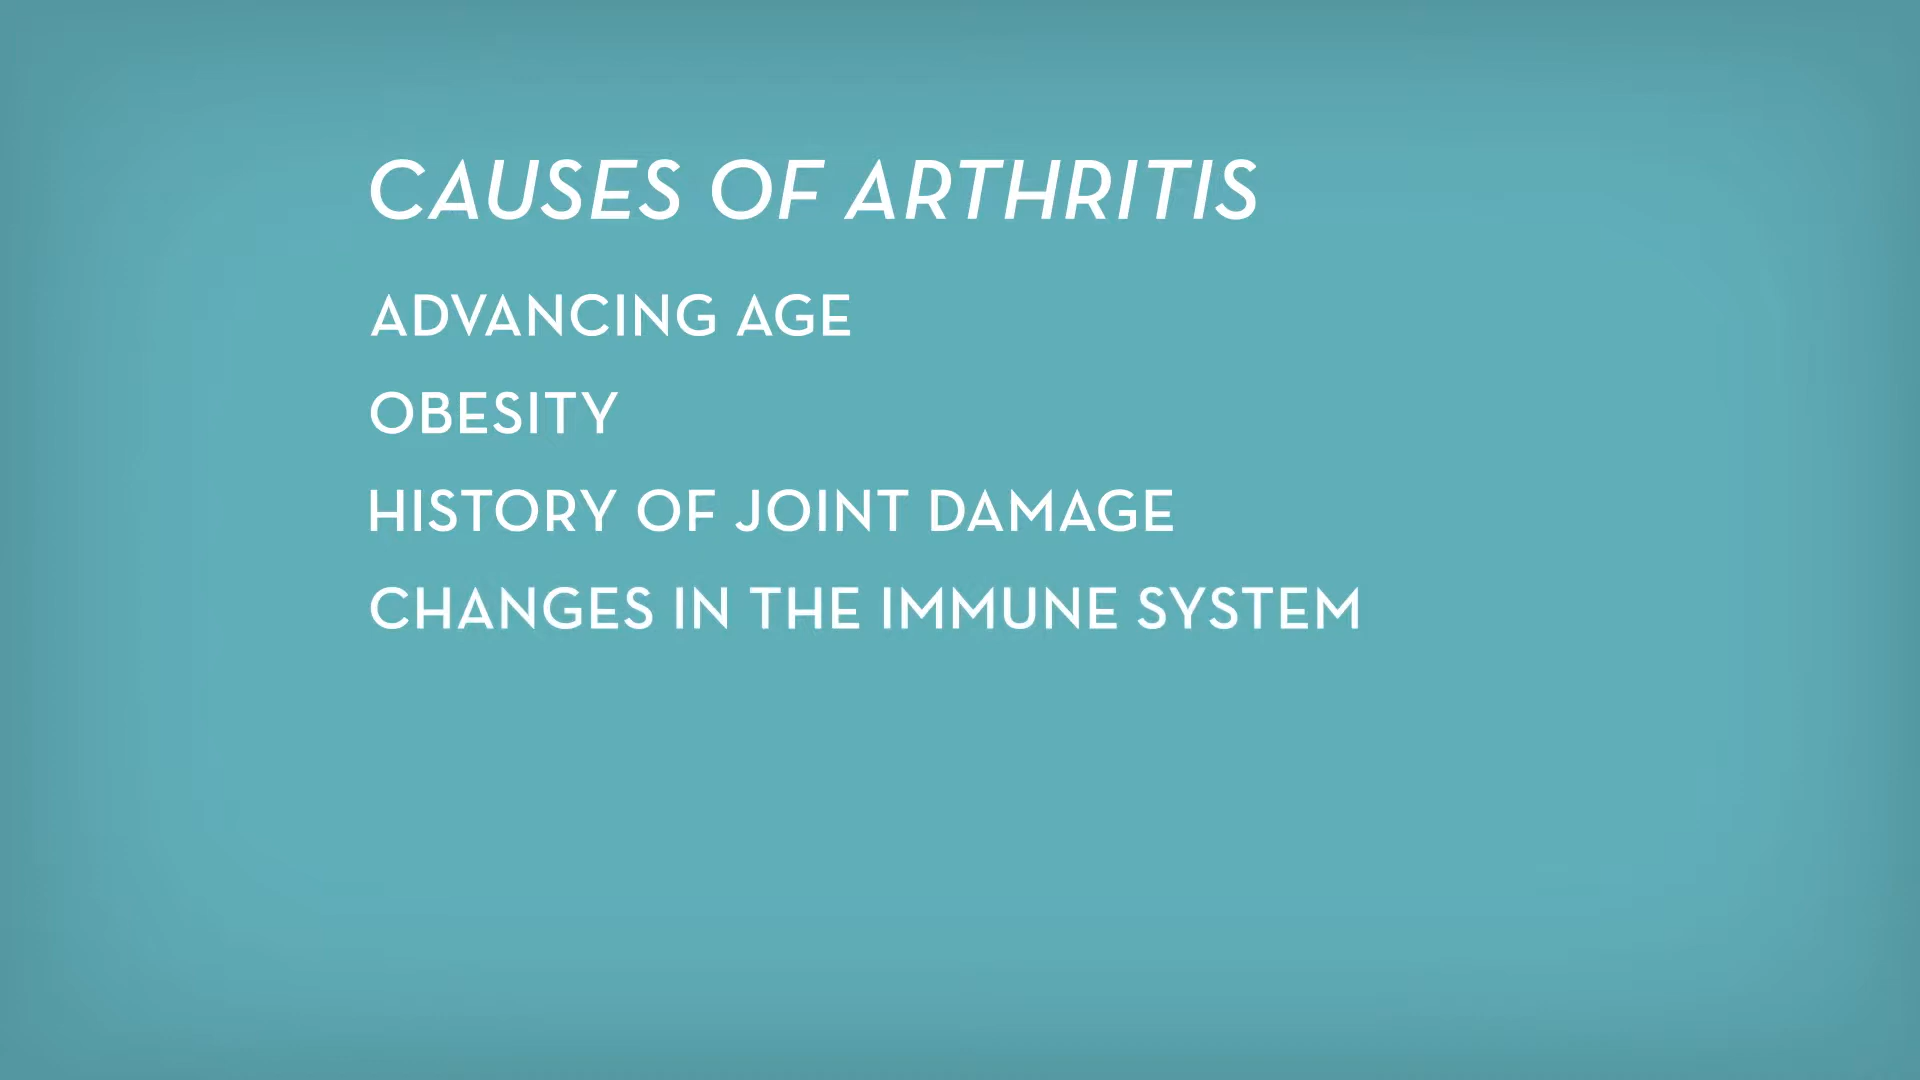 CAUSES OF ARTHRITIS
ADVANCING AGE
OBESITY
HISTORY OF JOINT DAMAGE
CHANGES IN THE IMMUNE SYSTEM